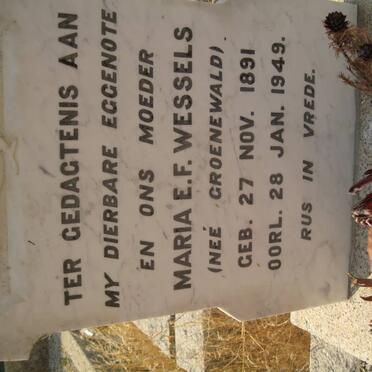 TER GEDAGTENIS AAN
MY DIERBARE EGGENOTE
EN ONS MOEDER
MARIA E.F. WESSELS
(NEÉ GROENEWALD)
GEB. 27 NOV. 1891
OORL. 28 JAN. 1949.
RUS IN VREDE.